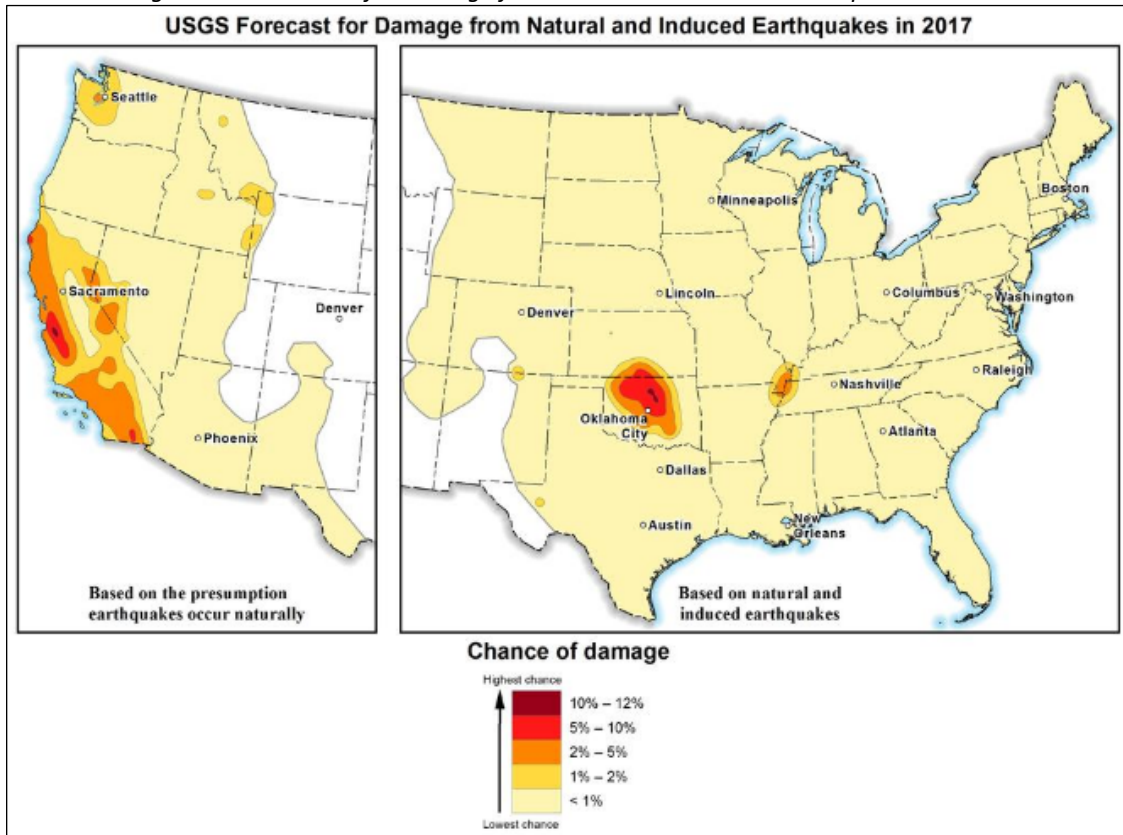 USGS Forecast for Damage from Natural and Induced Earthquakes in 2017
Seattle
Sacramento
Denver
Phoenix
Based on the presumption
earthquakes occur naturally
Minneapolis
Boston
Lincoln
Columbus
Washington
Denver
Nashville
Raleigh
Oklahoma
City
Atlanta
Dallas
Austin
New
Orleans
Based on natural and
induced earthquakes
Chance of damage
Highest chance
10% – 12%
5% – 10%
2% – 5%
1% – 2%
< 1%
Lowest chance